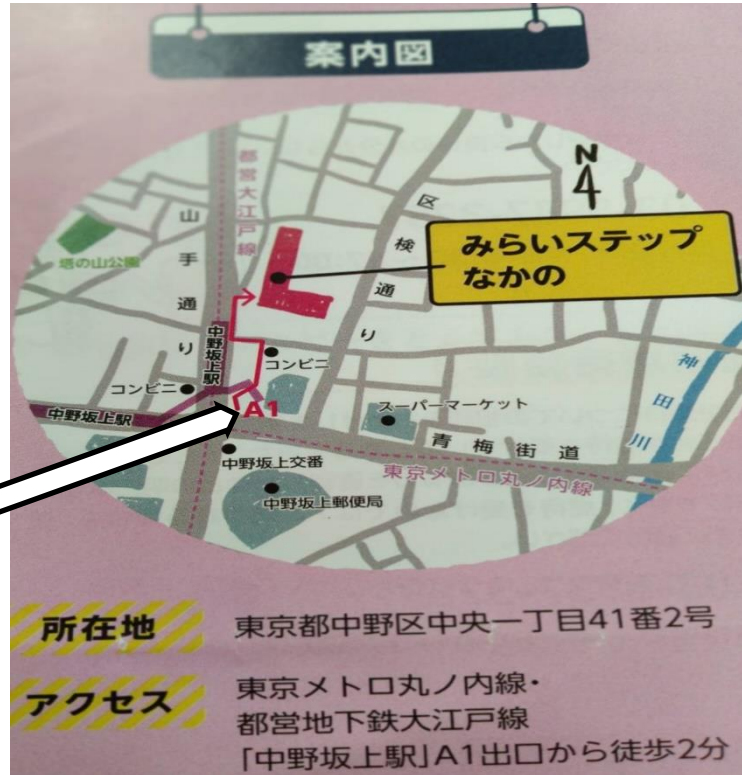 案内図
N
都営大江戸線
山手通り
区検通り
塔の山公園
みらいステップ
なかの
中野坂上駅
コンビニ
コンビニ
中野坂上駅
A1
スーパーマーケット
神田川
青梅街道
中野坂上交番
東京メトロ丸ノ内線
中野坂上郵便局
所在地
東京都中野区中央一丁目41番2号
アクセス
東京メトロ丸ノ内線・
都営地下鉄大江戸線
「中野坂上駅」A1出口から徒歩2分